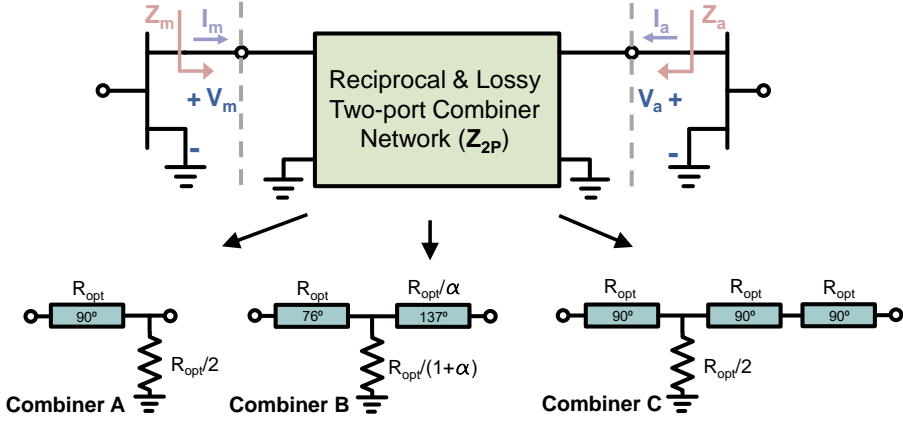 Z_m I_m I_a Z_a
+ V_m V_a +
- -
Reciprocal & Lossy
Two-port Combiner
Network (Z_2P)
R_opt
90º
R_opt/2
Combiner A
R_opt R_opt/α
76º 137º
R_opt/(1+α)
Combiner B
R_opt R_opt R_opt
90º 90º 90º
R_opt/2
Combiner C